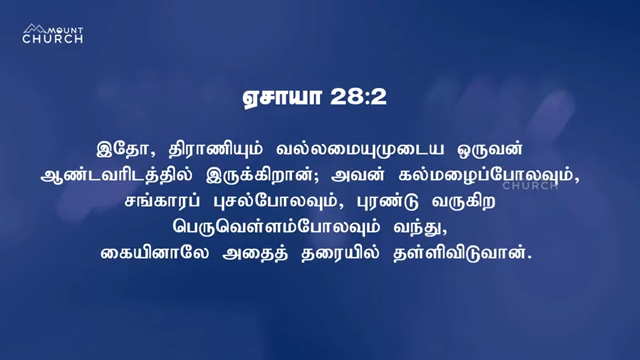 MOUNT
CHURCH
ஏசாயா 28:2
இதோ, திராணியும் வல்லமையுமுடைய ஒருவன்
ஆண்டவரிடத்தில் இருக்கிறான்; அவன் கல்மழைப்போலவும்,
CHURCH
சங்காரப் புசல்போலவும், புரண்டு வருகிற
பெருவெள்ளம்போலவும் வந்து,
கையினாலே அதைத் தரையில் தள்ளிவிடுவான்.